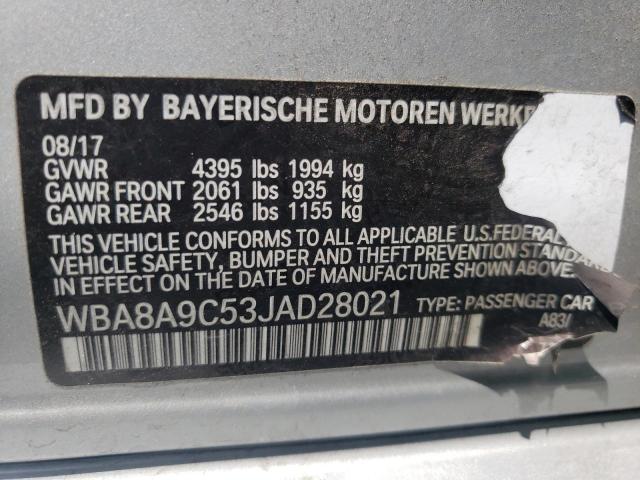 MFD BY BAYERISCHE MOTOREN WERKE
08/17
GVWR 4395 lbs 1994 kg
GAWR FRONT 2061 lbs 935 kg
GAWR REAR 2546 lbs 1155 kg
THIS VEHICLE CONFORMS TO ALL APPLICABLE U.S.FEDERAL
VEHICLE SAFETY, BUMPER AND THEFT PREVENTION STANDAR
IN EFFECT ON THE DATE OF MANUFACTURE SHOWN ABOVE.
WBA8A9C53JAD28021 TYPE: PASSENGER CAR
A83/